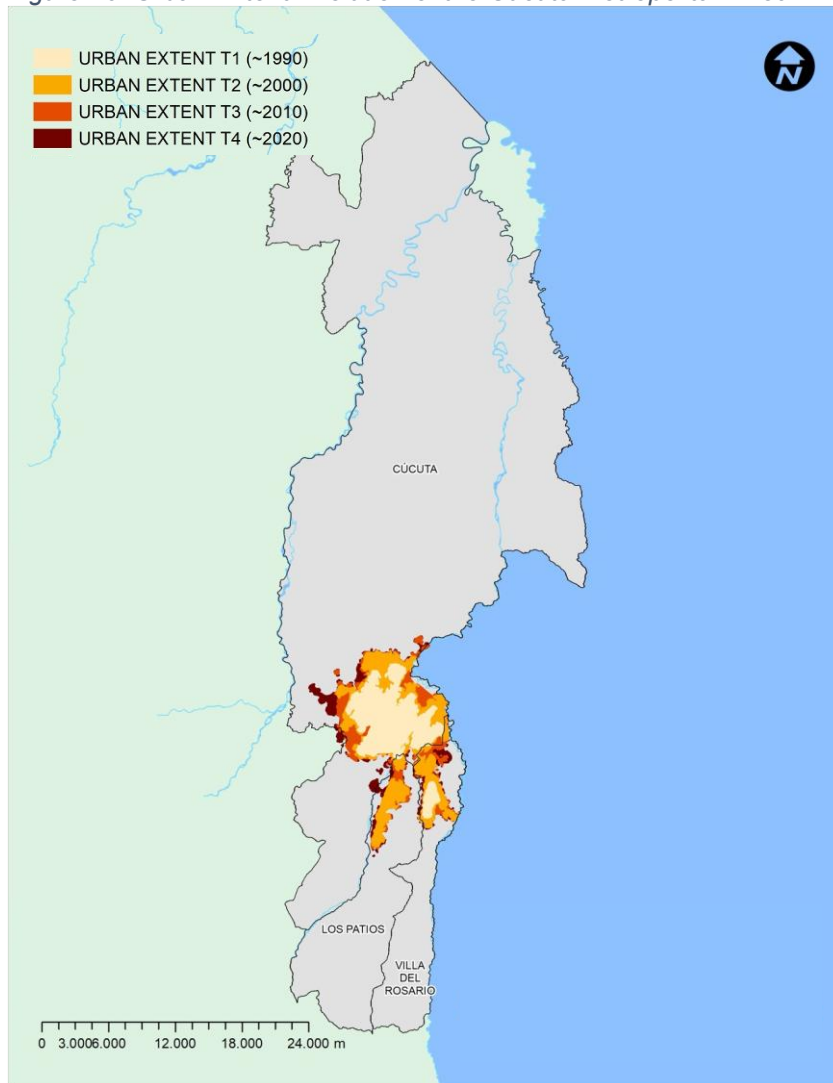 URBAN EXTENT T1 (~1990)
URBAN EXTENT T2 (~2000)
URBAN EXTENT T3 (~2010)
URBAN EXTENT T4 (~2020)
N
CÚCUTA
LOS PATIOS
VILLA
DEL
ROSARIO
0 3.0006.000 12.000 18.000 24.000 m